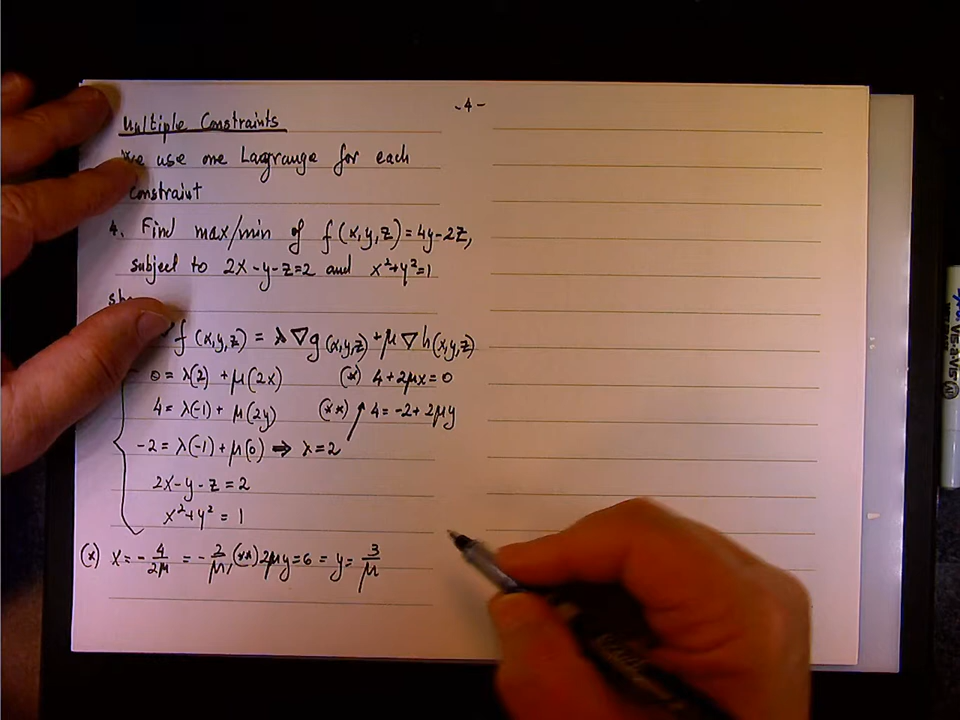 -4-
Multiple Constraints
We use one Lagrange for each
constraint
4. Find max/min of f(x,y,z)=4y-2z,
subject to 2x-y-z=2 and x²+y²=1
f(x,y,z) = λ∇g(x,y,z)+μ∇h(x,y,z)
0=λ(2)+μ(2x) (*) 4+2μx=0
4=λ(-1)+μ(2y) (**) 4=-2+2μy
-2=λ(-1)+μ(0) ⇒ λ=2
2x-y-z=2
x²+y²=1
(*) x=-4/2μ = -2/μ, (**) 2μy=6 = y=3/μ